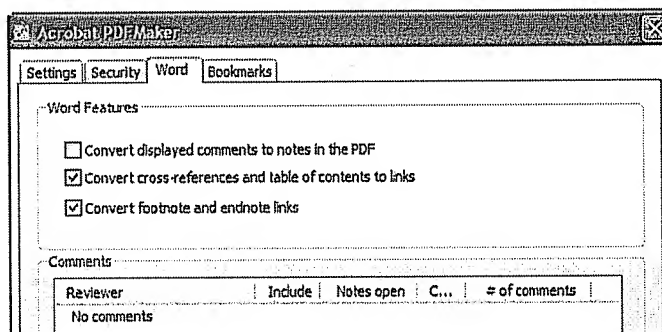 Acrobat PDFMaker
Settings Security Word Bookmarks
Word Features
Convert displayed comments to notes in the PDF
Convert cross-references and table of contents to links
Convert footnote and endnote links
Comments
Reviewer Include Notes open C... # of comments
No comments